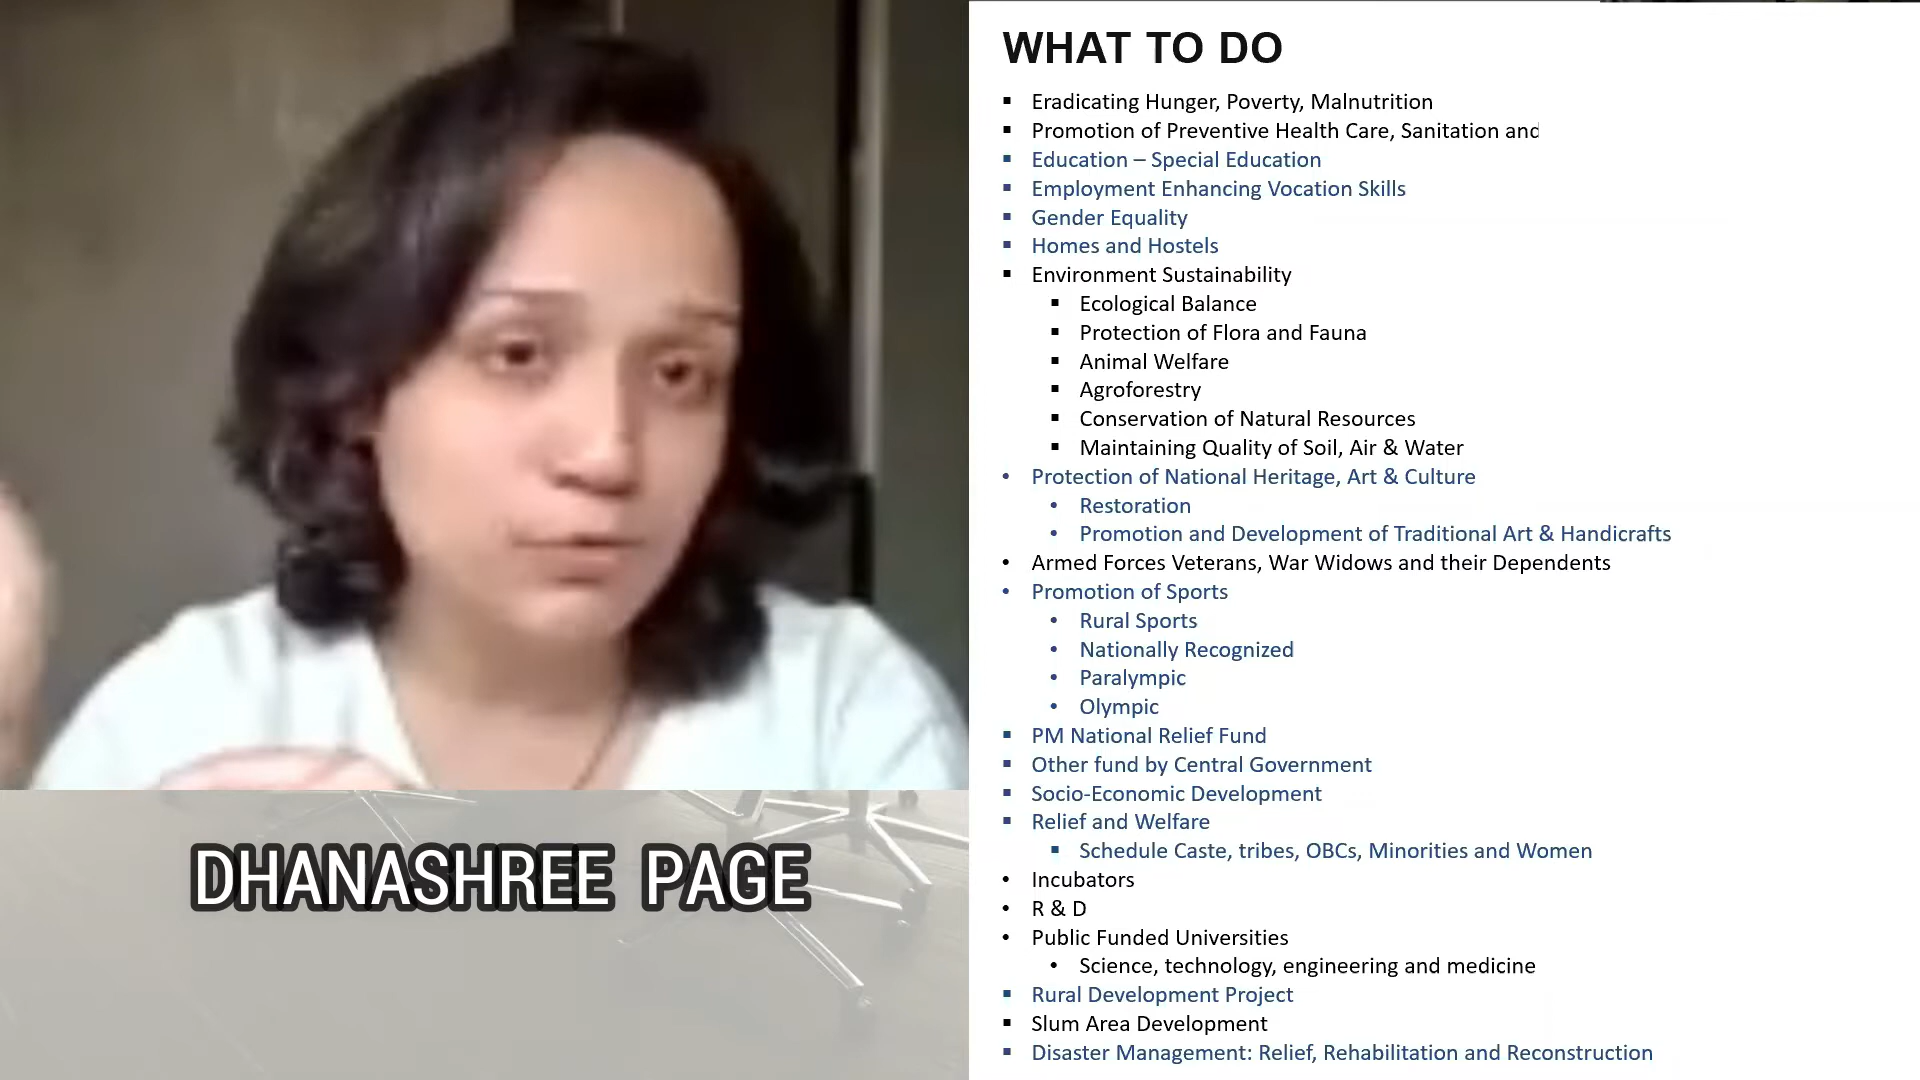 WHAT TO DO
Eradicating Hunger, Poverty, Malnutrition
Promotion of Preventive Health Care, Sanitation and
Education – Special Education
Employment Enhancing Vocation Skills
Gender Equality
Homes and Hostels
Environment Sustainability
Ecological Balance
Protection of Flora and Fauna
Animal Welfare
Agroforestry
Conservation of Natural Resources
Maintaining Quality of Soil, Air & Water
Protection of National Heritage, Art & Culture
Restoration
Promotion and Development of Traditional Art & Handicrafts
Armed Forces Veterans, War Widows and their Dependents
Promotion of Sports
Rural Sports
Nationally Recognized
Paralympic
Olympic
PM National Relief Fund
Other fund by Central Government
Socio-Economic Development
Relief and Welfare
Schedule Caste, tribes, OBCs, Minorities and Women
Incubators
R & D
Public Funded Universities
Science, technology, engineering and medicine
Rural Development Project
Slum Area Development
Disaster Management: Relief, Rehabilitation and Reconstruction
DHANASHREE PAGE